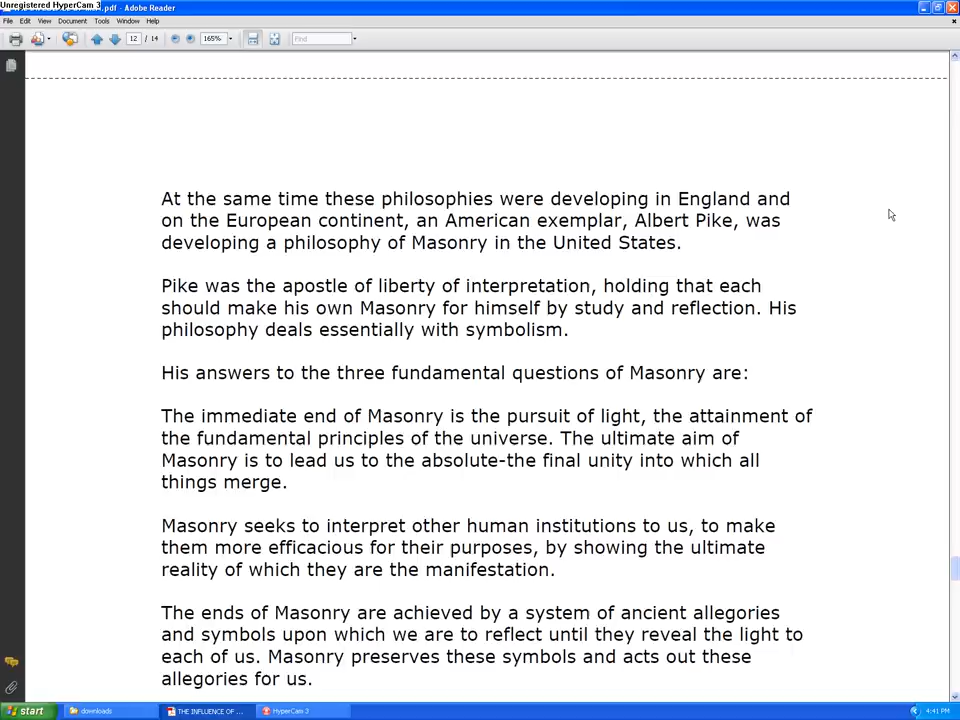 Unregistered HyperCam 3
.pdf - Adobe Reader
File Edit View Document Tools Window Help
12 / 14 165% Find
At the same time these philosophies were developing in England and
on the European continent, an American exemplar, Albert Pike, was
developing a philosophy of Masonry in the United States.
Pike was the apostle of liberty of interpretation, holding that each
should make his own Masonry for himself by study and reflection. His
philosophy deals essentially with symbolism.
His answers to the three fundamental questions of Masonry are:
The immediate end of Masonry is the pursuit of light, the attainment of
the fundamental principles of the universe. The ultimate aim of
Masonry is to lead us to the absolute-the final unity into which all
things merge.
Masonry seeks to interpret other human institutions to us, to make
them more efficacious for their purposes, by showing the ultimate
reality of which they are the manifestation.
The ends of Masonry are achieved by a system of ancient allegories
and symbols upon which we are to reflect until they reveal the light to
each of us. Masonry preserves these symbols and acts out these
allegories for us.
start downloads THE INFLUENCE OF ... HyperCam 3 4:41 PM